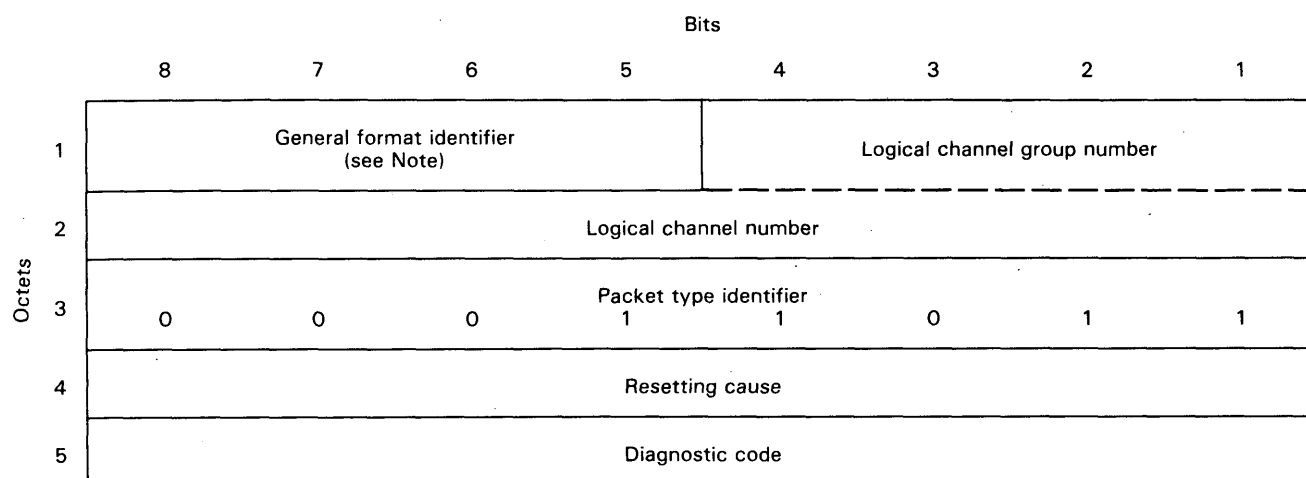 Bits
8 7 6 5 4 3 2 1
1 General format identifier Logical channel group number
(see Note)
2 Logical channel number
Octets
3 Packet type identifier
0 0 0 1 1 0 1 1
4 Resetting cause
5 Diagnostic code